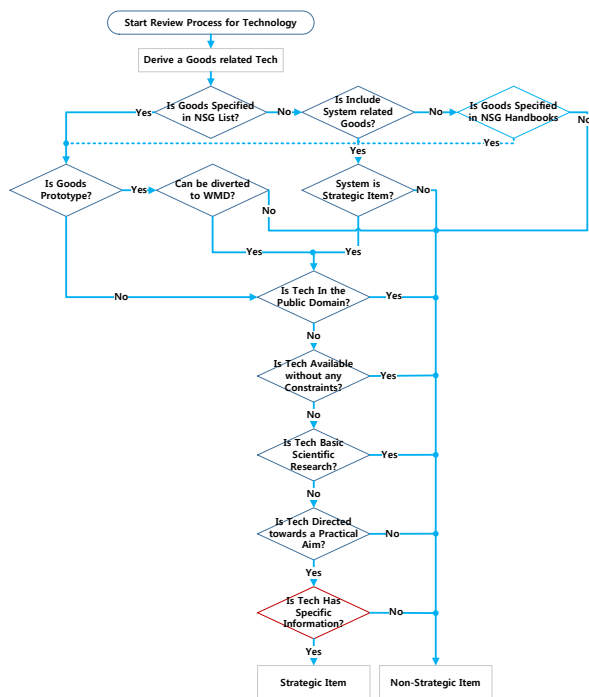 Start Review Process for Technology
Derive a Goods related Tech
Is Goods Specified
in NSG List?
Yes
No
Is Include
System related
Goods?
No
Is Goods Specified
in NSG Handbooks
No
Yes
Yes
Is Goods
Prototype?
Yes
Can be diverted
to WMD?
No
System is
Strategic Item?
No
Yes
Yes
No
Is Tech In the
Public Domain?
Yes
No
Is Tech Available
without any
Constraints?
Yes
No
Is Tech Basic
Scientific
Research?
Yes
No
Is Tech Directed
towards a Practical
Aim?
No
Yes
Is Tech Has
Specific
Information?
No
Yes
Strategic Item
Non-Strategic Item